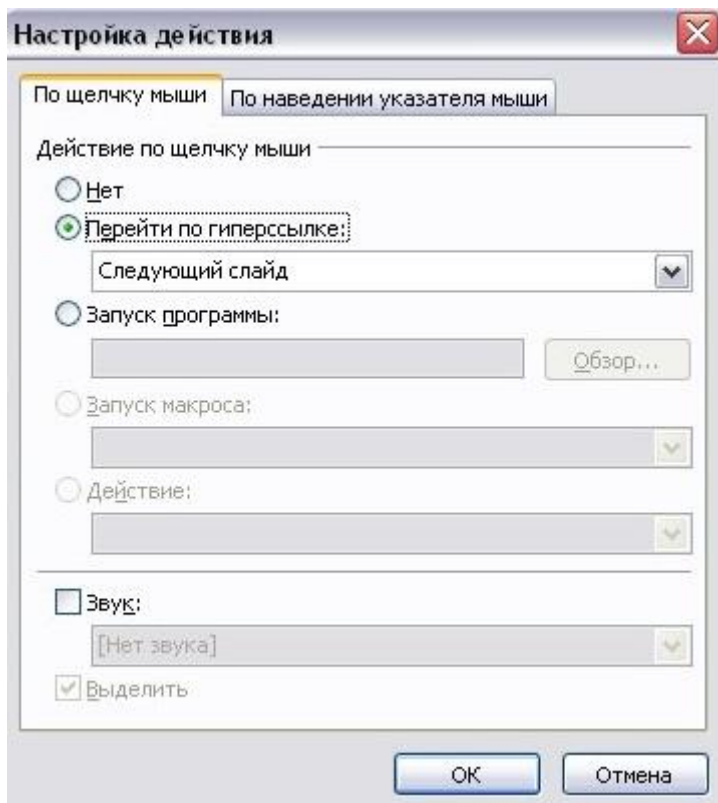 Настройка действия
По щелчку мыши По наведении указателя мыши
Действие по щелчку мыши
Нет
Перейти по гиперссылке:
Следующий слайд
Запуск программы:
Обзор...
Запуск макроса:
Действие:
Звук:
[Нет звука]
Выделить
ОК Отмена